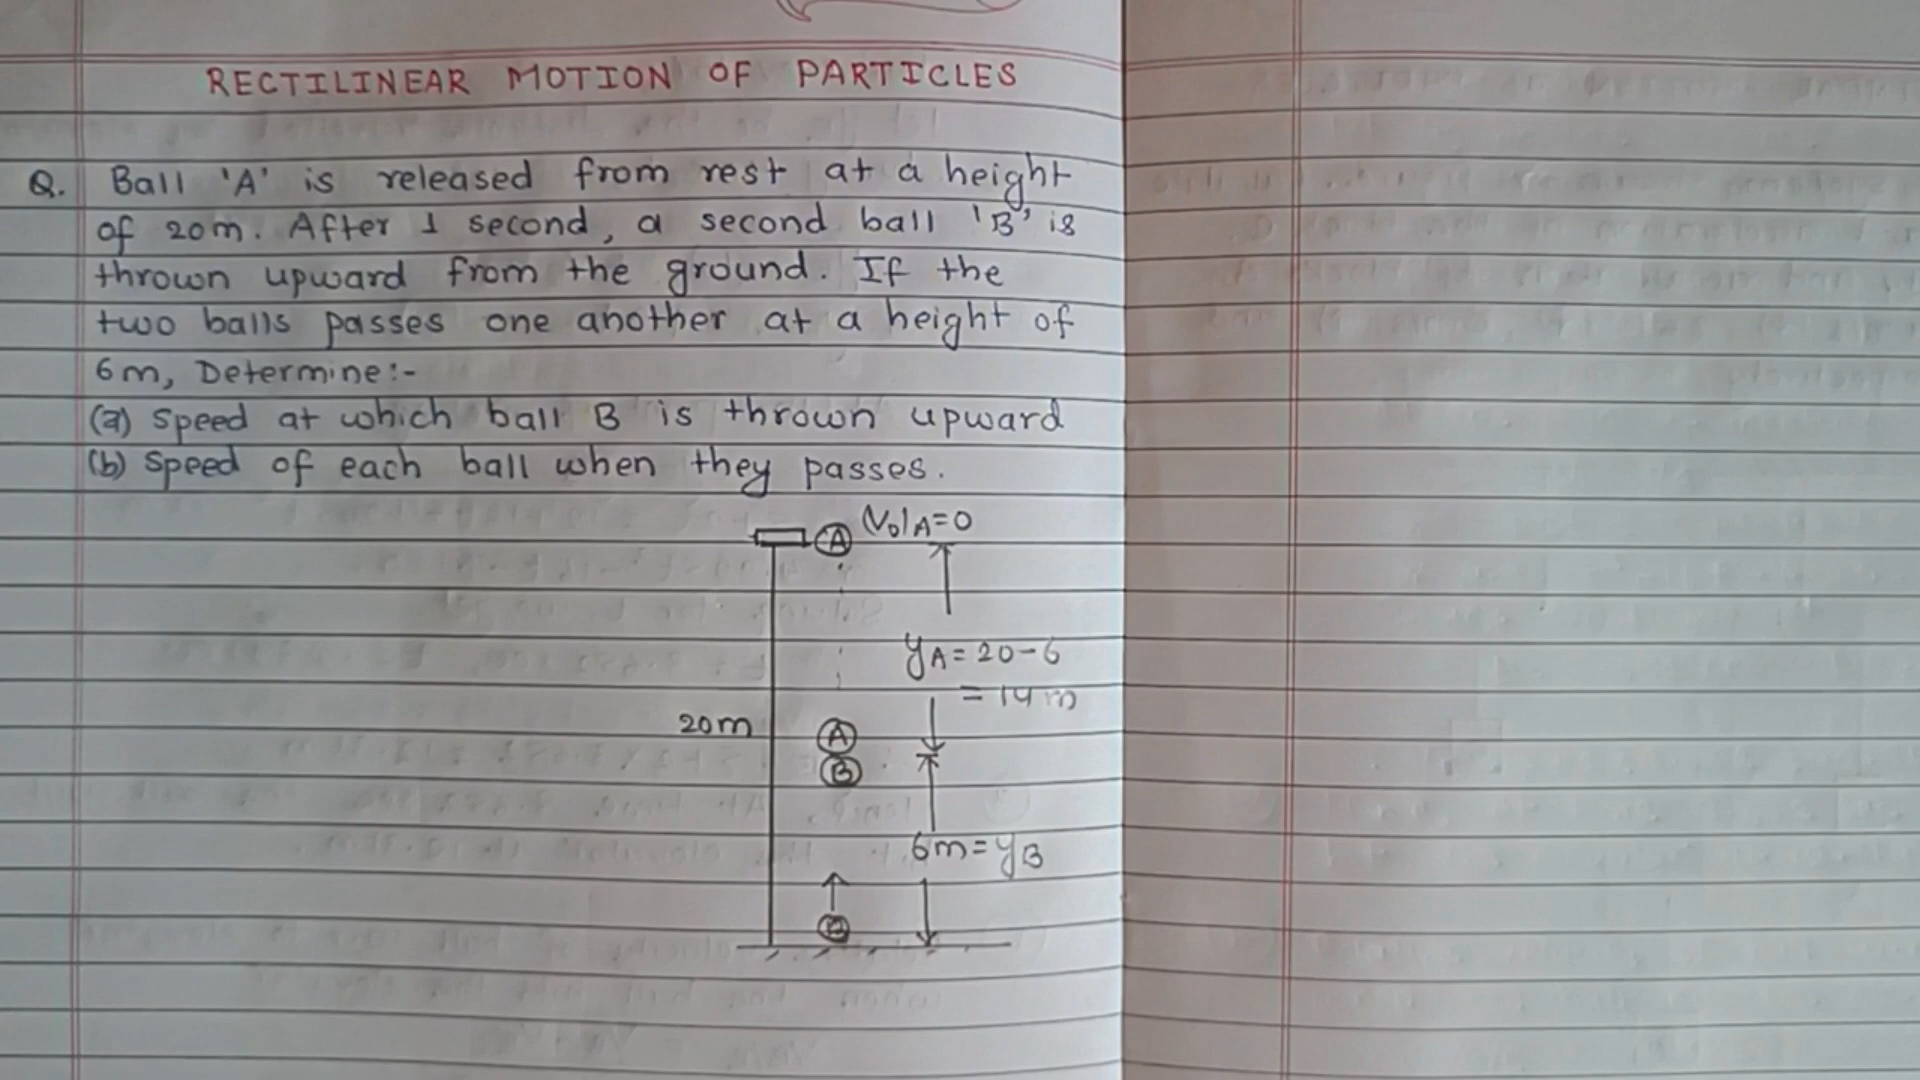 RECTILINEAR MOTION OF PARTICLES
Q. Ball 'A' is released from rest at a height
of 20m. After 1 second, a second ball 'B' is
thrown upward from the ground. If the
two balls passes one another at a height of
6m, Determine:-
(a) Speed at which ball B is thrown upward
(b) Speed of each ball when they passes.
A (V₀)A=0
yA=20-6
=14m
20m
A
B
6m=yB
B